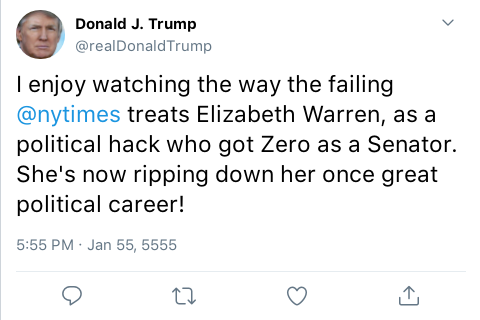 Donald J. Trump
@realDonaldTrump
I enjoy watching the way the failing
@nytimes treats Elizabeth Warren, as a
political hack who got Zero as a Senator.
She's now ripping down her once great
political career!
5:55 PM · Jan 55, 5555